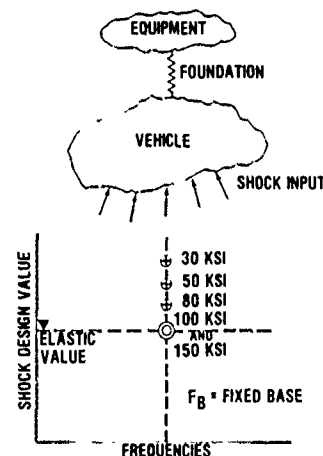 EQUIPMENT
FOUNDATION
VEHICLE
SHOCK INPUT
SHOCK DESIGN VALUE
30 KSI
50 KSI
80 KSI
100 KSI
AND
150 KSI
ELASTIC
VALUE
FB = FIXED BASE
FREQUENCIES